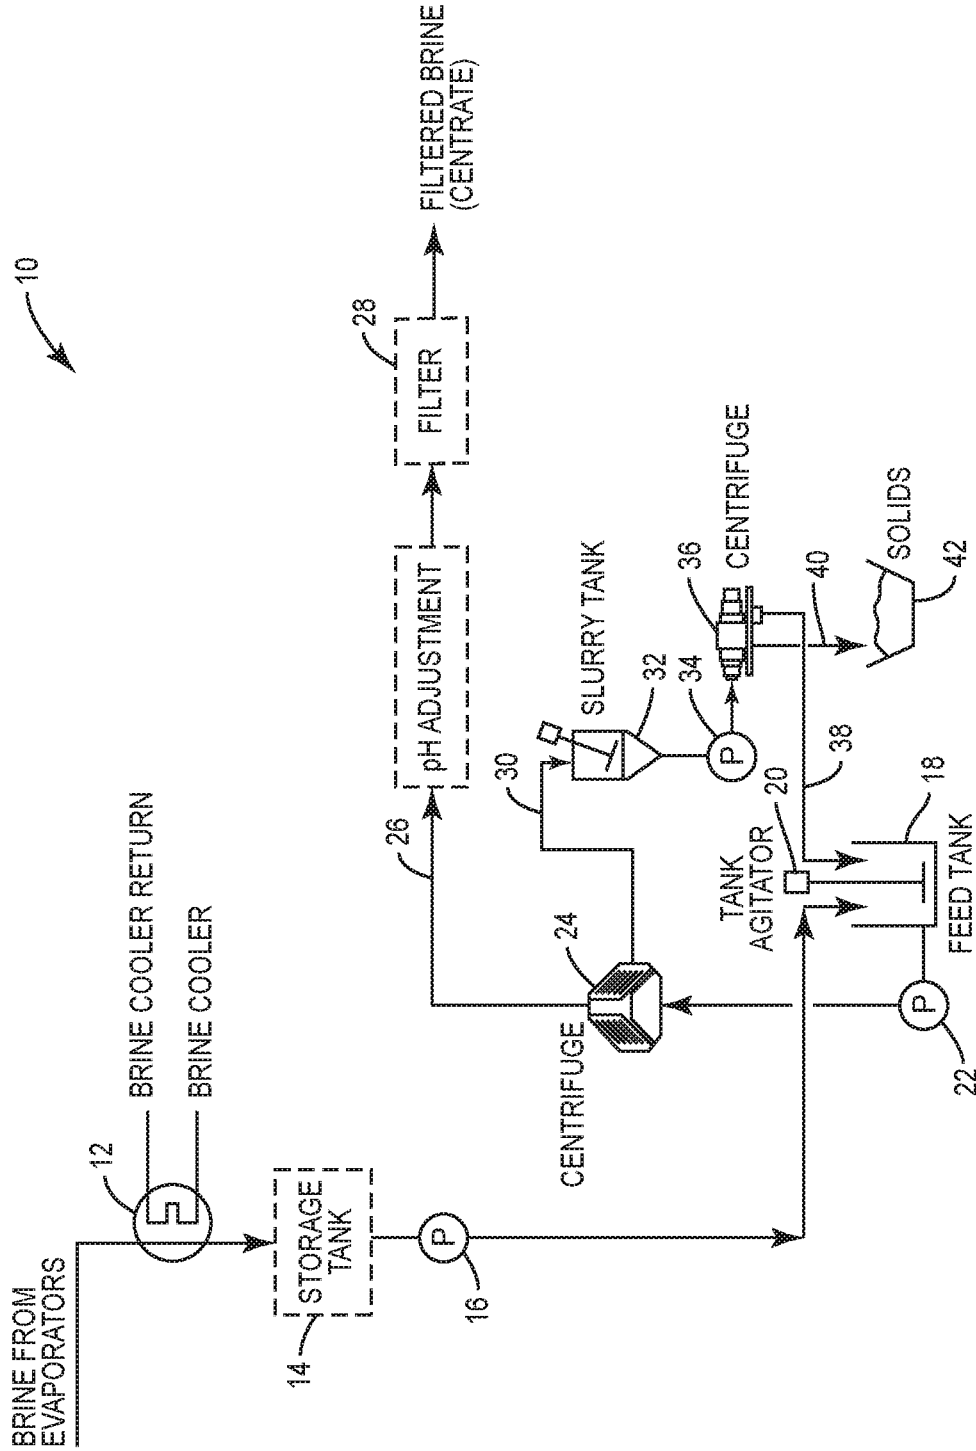 10
BRINE FROM
EVAPORATORS
12
BRINE COOLER RETURN
BRINE COOLER
14
STORAGE
TANK
P
16
CENTRIFUGE
24
26
pH ADJUSTMENT
FILTER
28
FILTERED BRINE
(CENTRATE)
30
SLURRY TANK
32
34
P
36
CENTRIFUGE
TANK
AGITATOR
20
38
40
SOLIDS
42
18
FEED TANK
P
22